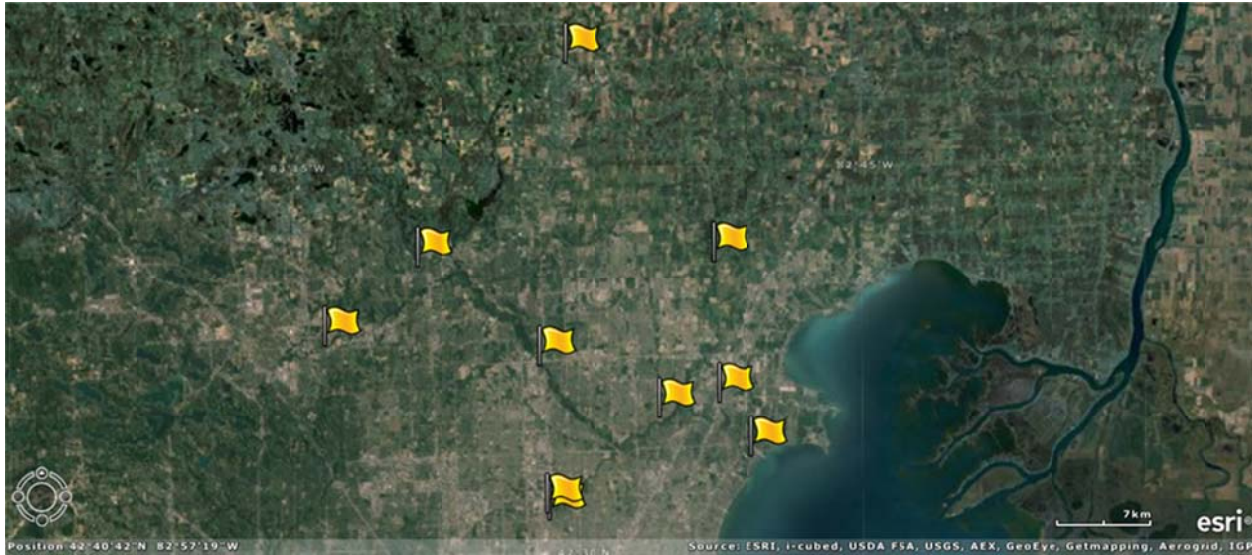 82°45'W
7km
esri
Position 42°40'42"N 82°57'19"W
Source: ESRI, i-cubed, USDA FSA, USGS, AEX, GeoEye, Getmapping, Aerogrid, IG